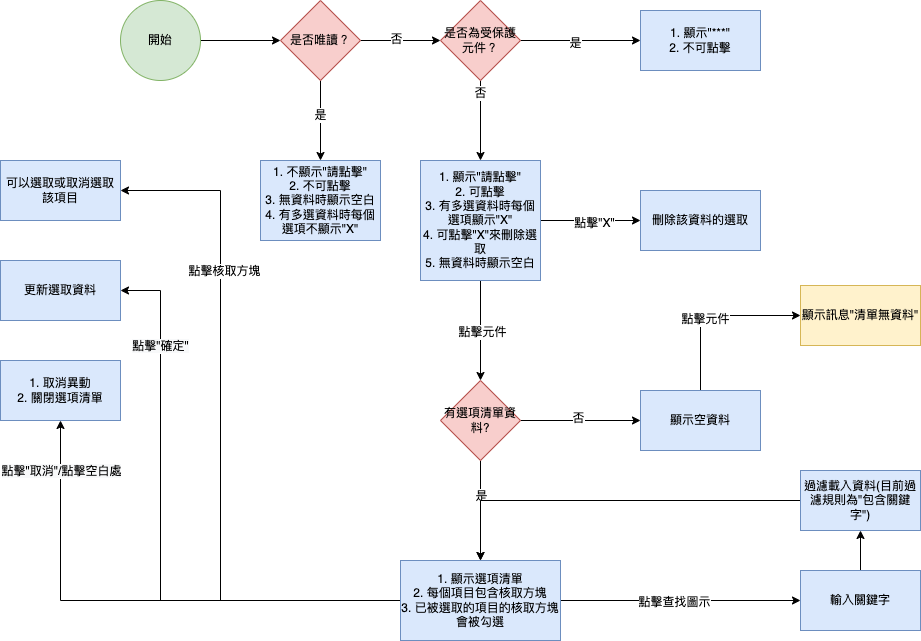 開始
是否唯讀？
否
是否為受保護
元件？
是
1. 顯示"***"
2. 不可點擊
是
否
1. 不顯示"請點擊"
2. 不可點擊
3. 無資料時顯示空白
4. 有多選資料時每個
選項不顯示"X"
1. 顯示"請點擊"
2. 可點擊
3. 有多選資料時每個
選項顯示"X"
4. 可點擊"X"來刪除選
取
5. 無資料時顯示空白
點擊"X"
刪除該資料的選取
可以選取或取消選取
該項目
點擊核取方塊
更新選取資料
點擊"確定"
點擊元件
點擊元件
顯示訊息"清單無資料"
1. 取消異動
2. 關閉選項清單
有選項清單資
料?
否
顯示空資料
點擊"取消"/點擊空白處
是
過濾載入資料(目前過
濾規則為"包含關鍵
字")
1. 顯示選項清單
2. 每個項目包含核取方塊
3. 已被選取的項目的核取方塊
會被勾選
點擊查找圖示
輸入關鍵字